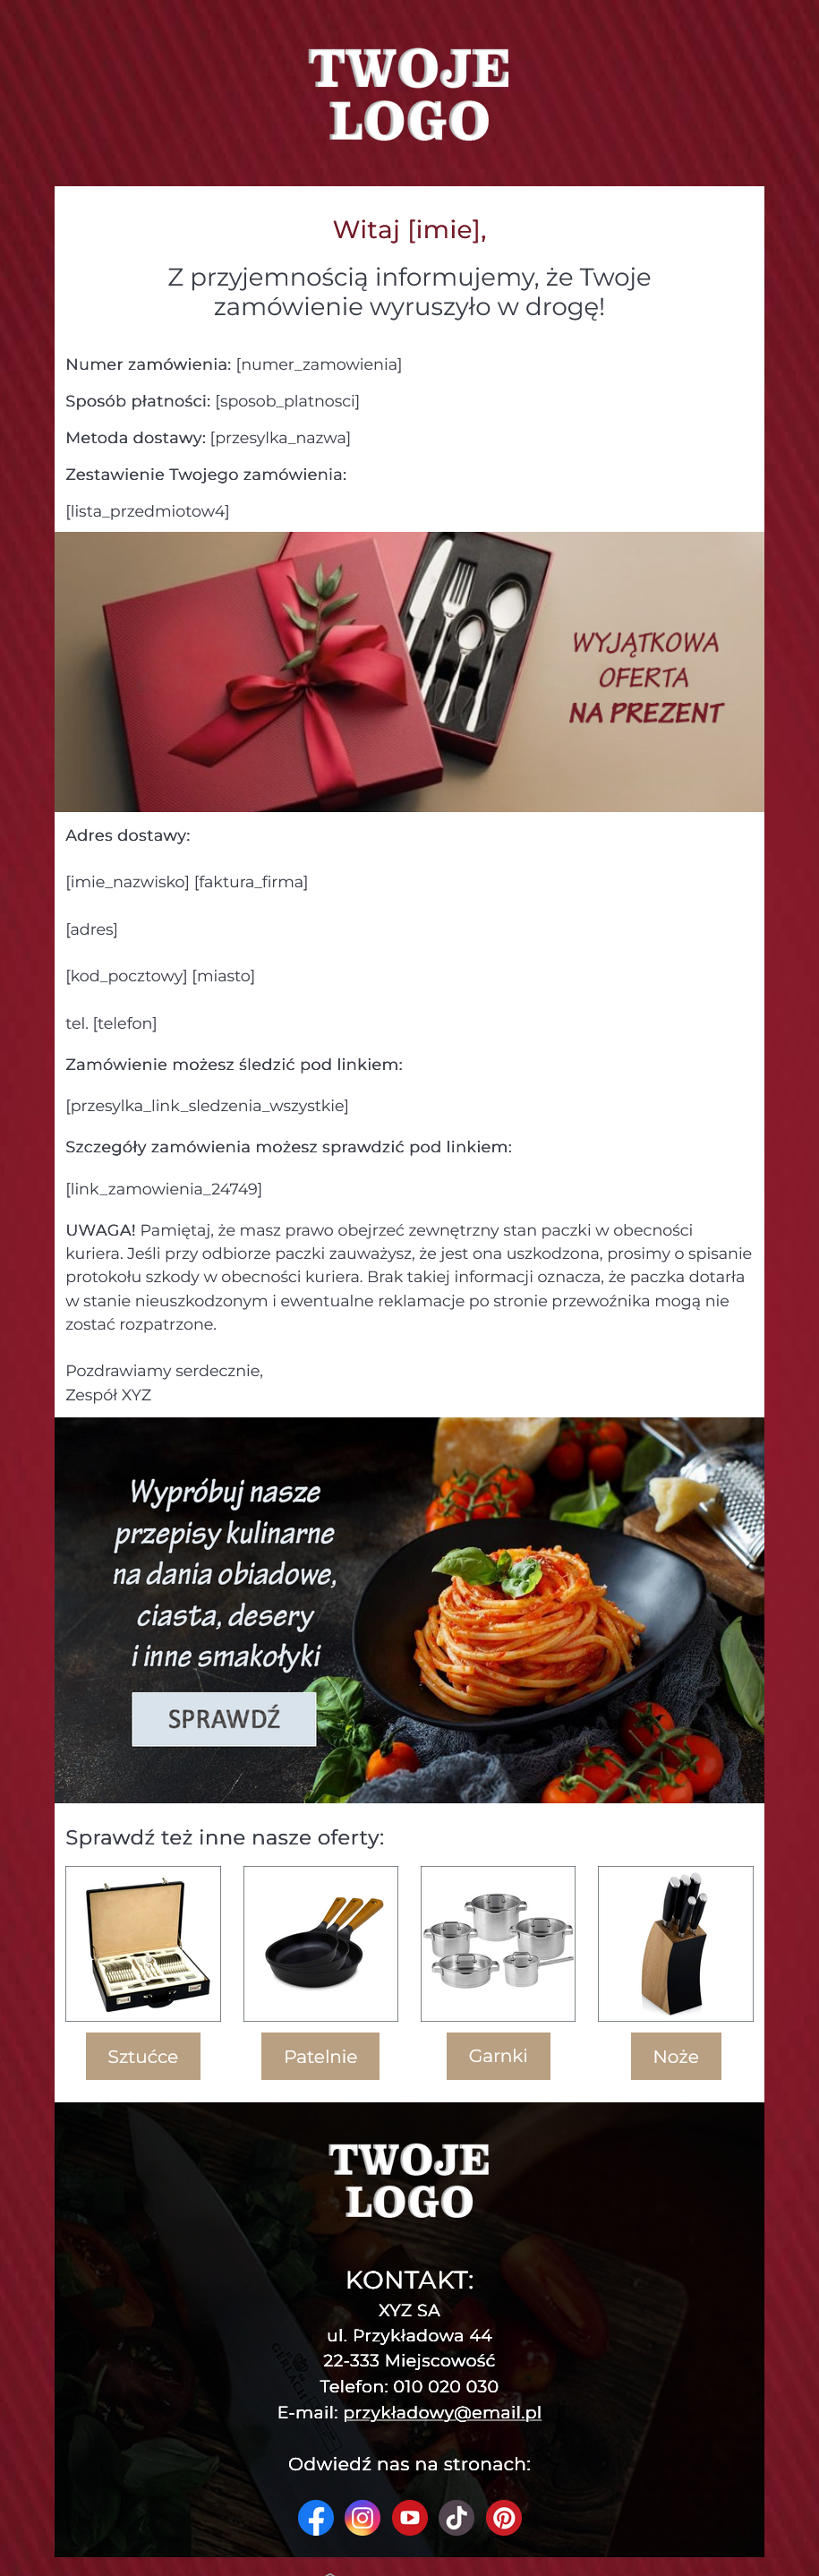 TWOJE
LOGO
Witaj [imie],
Z przyjemnością informujemy, że Twoje
zamówienie wyruszyło w drogę!
Numer zamówienia: [numer_zamowienia]
Sposób płatności: [sposob_platnosci]
Metoda dostawy: [przesylka_nazwa]
Zestawienie Twojego zamówienia:
[lista_przedmiotow4]
WYJĄTKOWA
OFERTA
NA PREZENT
Adres dostawy:
[imie_nazwisko] [faktura_firma]
[adres]
[kod_pocztowy] [miasto]
tel. [telefon]
Zamówienie możesz śledzić pod linkiem:
[przesylka_link_sledzenia_wszystkie]
Szczegóły zamówienia możesz sprawdzić pod linkiem:
[link_zamowienia_24749]
UWAGA! Pamiętaj, że masz prawo obejrzeć zewnętrzny stan paczki w obecności
kuriera. Jeśli przy odbiorze paczki zauważysz, że jest ona uszkodzona, prosimy o spisanie
protokołu szkody w obecności kuriera. Brak takiej informacji oznacza, że paczka dotarła
w stanie nieuszkodzonym i ewentualne reklamacje po stronie przewoźnika mogą nie
zostać rozpatrzone.
Pozdrawiamy serdecznie,
Zespół XYZ
Wypróbuj nasze
przepisy kulinarne
na dania obiadowe,
ciasta, desery
i inne smakołyki
SPRAWDŹ
Sprawdź też inne nasze oferty:
Sztućce
Patelnie
Garnki
Noże
TWOJE
LOGO
KONTAKT:
XYZ SA
ul. Przykładowa 44
22-333 Miejscowość
GERLACH
Telefon: 010 020 030
E-mail: przykładowy@email.pl
Odwiedź nas na stronach: